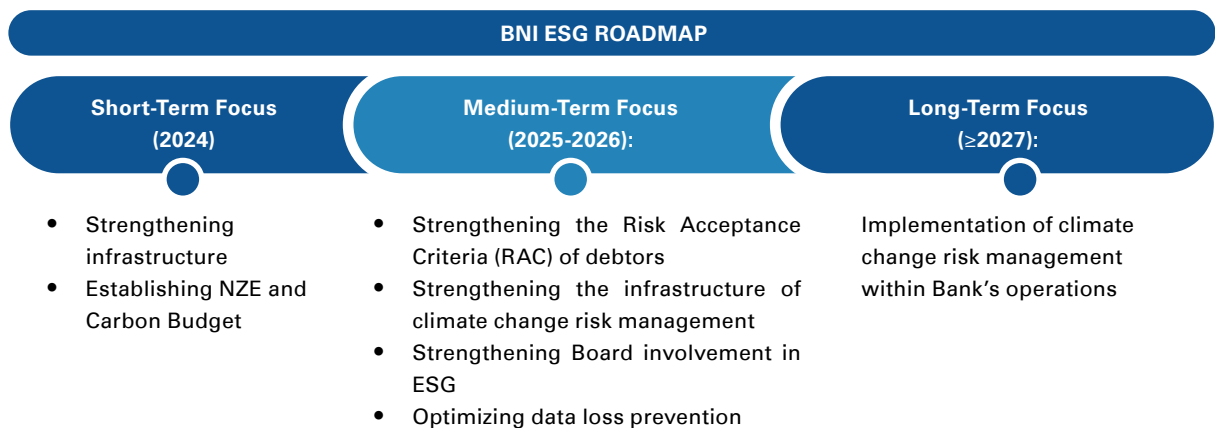 BNI ESG ROADMAP
Short-Term Focus
(2024)
• Strengthening
infrastructure
• Establishing NZE and
Carbon Budget
Medium-Term Focus
(2025-2026):
• Strengthening the Risk Acceptance
Criteria (RAC) of debtors
• Strengthening the infrastructure of
climate change risk management
• Strengthening Board involvement in
ESG
• Optimizing data loss prevention
Long-Term Focus
(≥2027):
Implementation of climate
change risk management
within Bank's operations